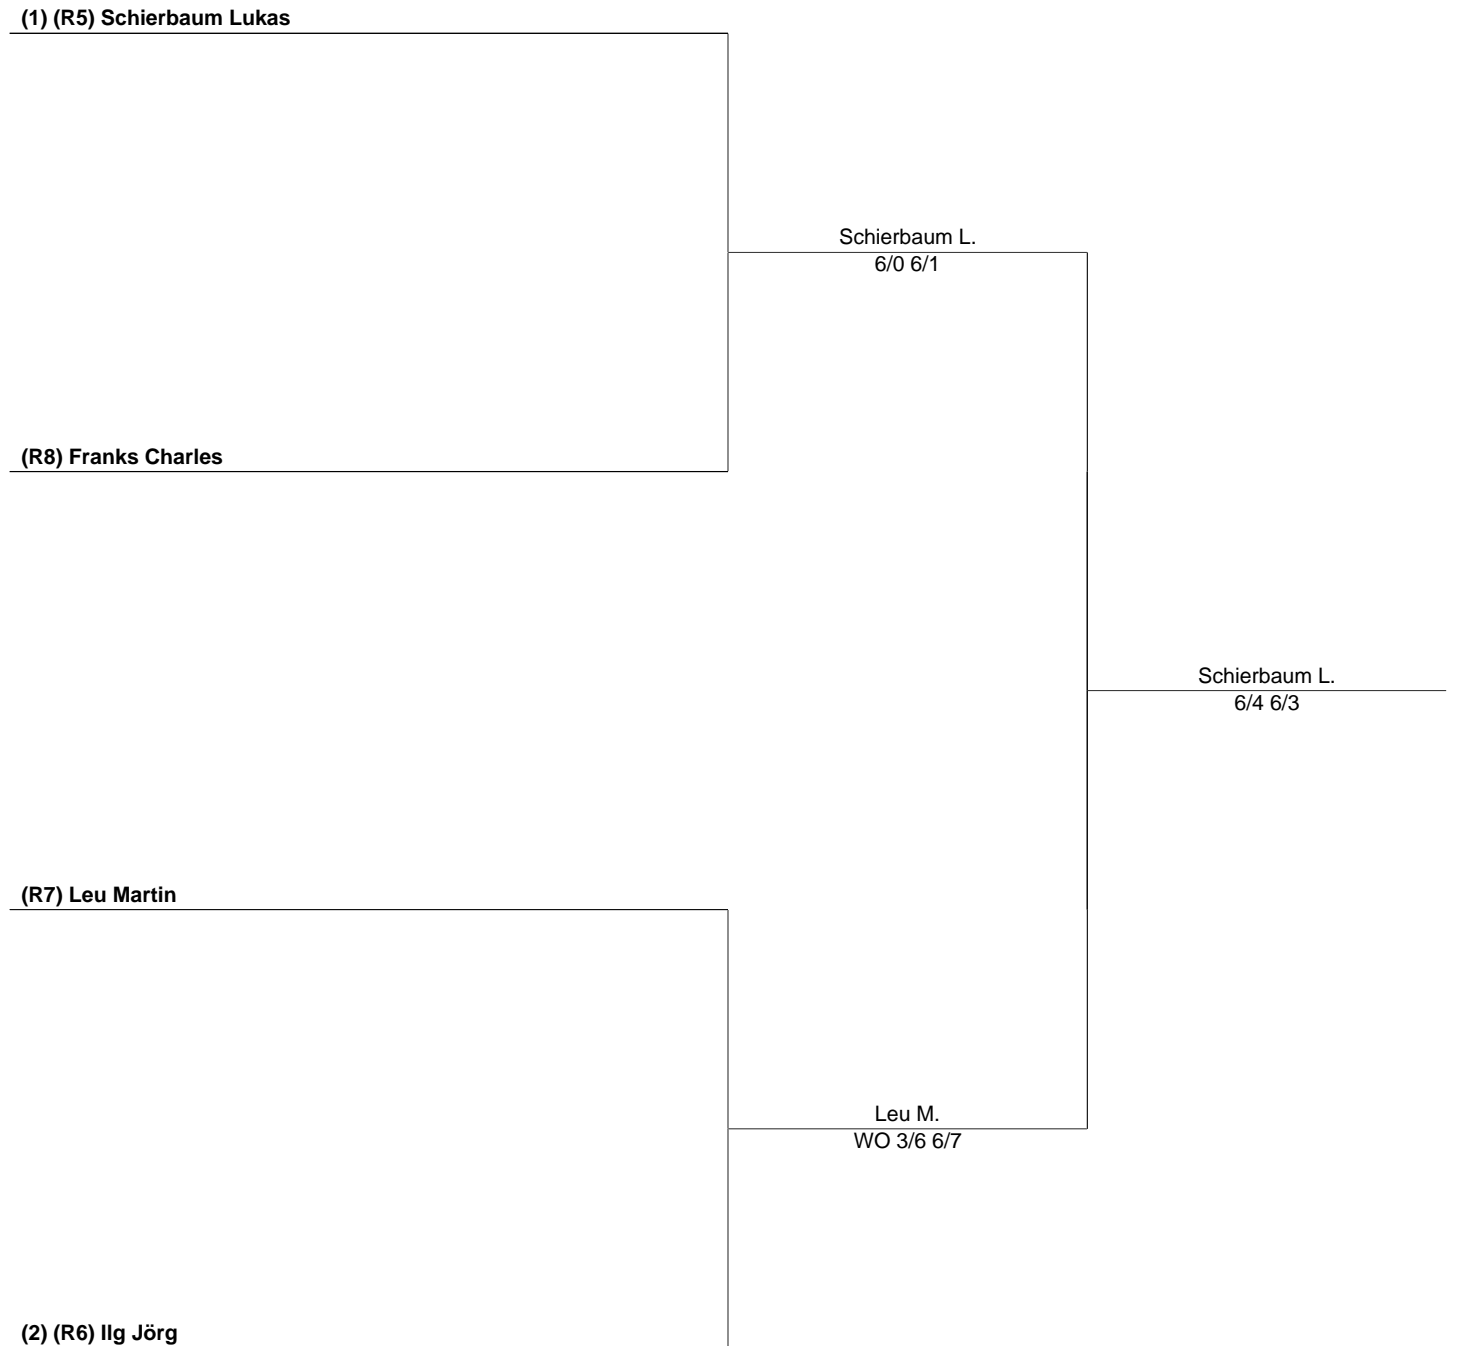 (1) (R5) Schierbaum Lukas
Schierbaum L.
6/0 6/1
(R8) Franks Charles
Schierbaum L.
6/4 6/3
(R7) Leu Martin
Leu M.
WO 3/6 6/7
(2) (R6) Ilg Jörg